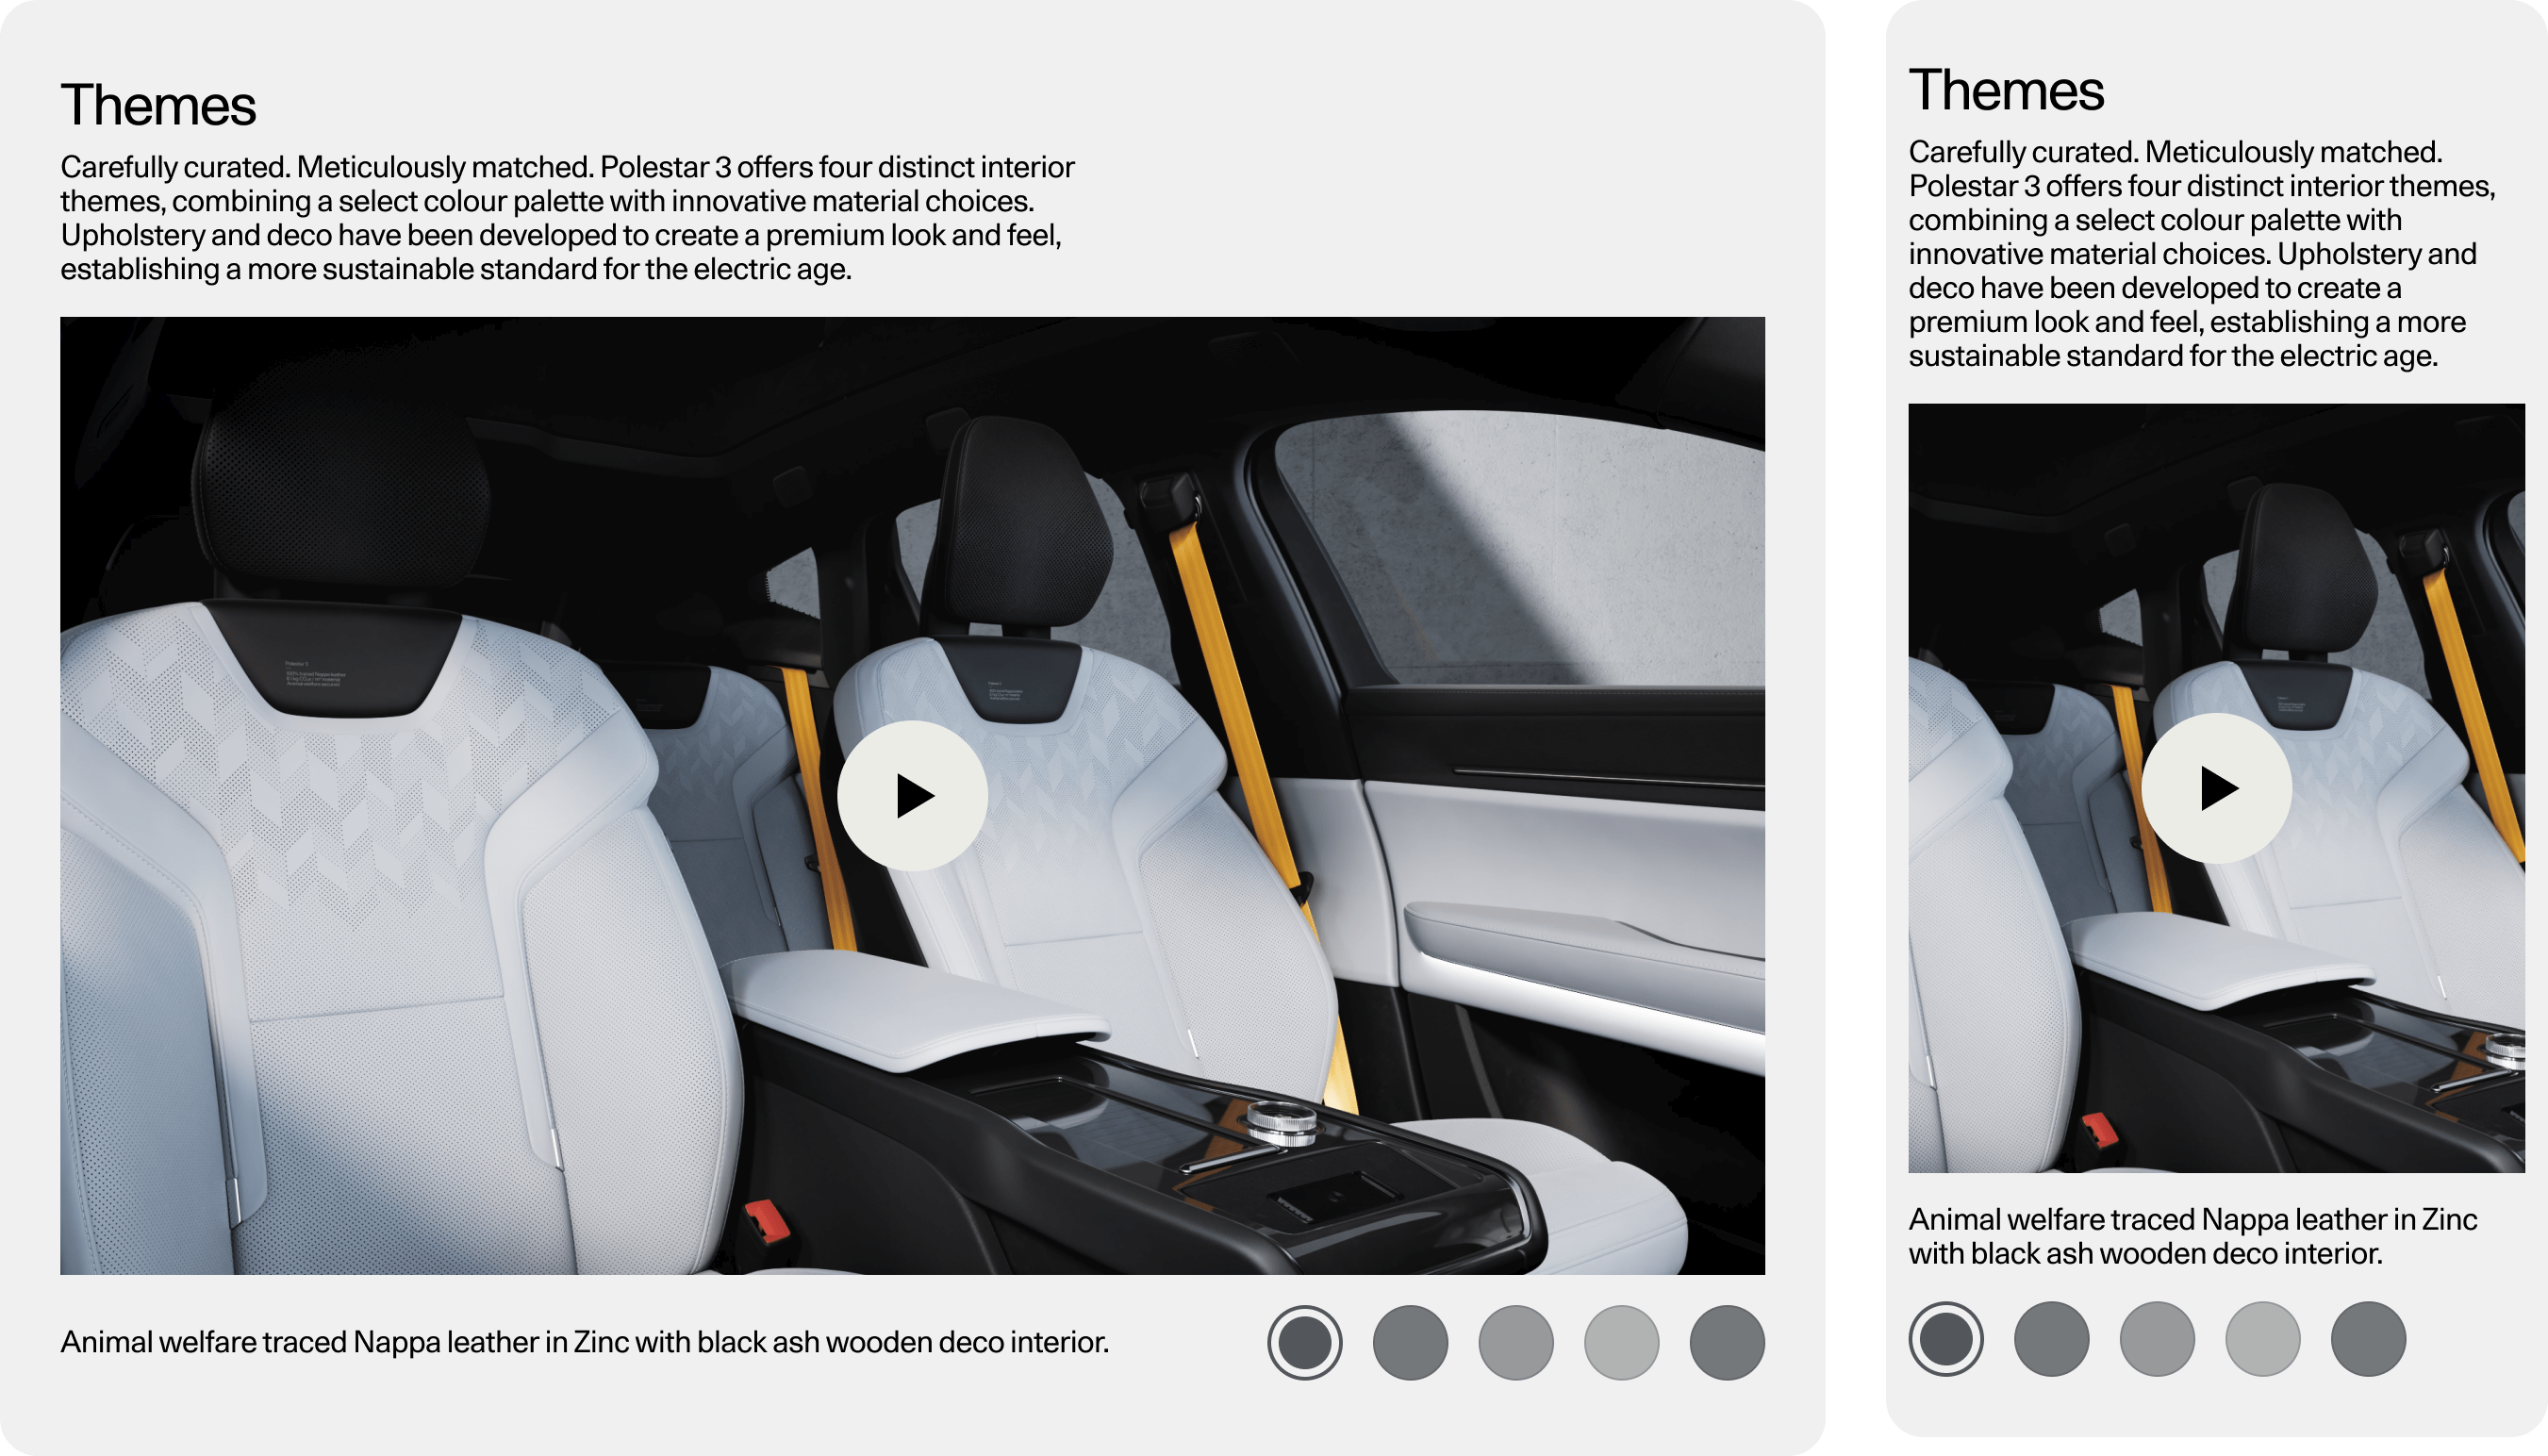 Themes
Carefully curated. Meticulously matched. Polestar 3 offers four distinct interior
themes, combining a select colour palette with innovative material choices.
Upholstery and deco have been developed to create a premium look and feel,
establishing a more sustainable standard for the electric age.
Polestar 3
Animal welfare traced Nappa leather in Zinc with black ash wooden deco interior.
Themes
Carefully curated. Meticulously matched.
Polestar 3 offers four distinct interior themes,
combining a select colour palette with
innovative material choices. Upholstery and
deco have been developed to create a
premium look and feel, establishing a more
sustainable standard for the electric age.
Animal welfare traced Nappa leather in Zinc
with black ash wooden deco interior.